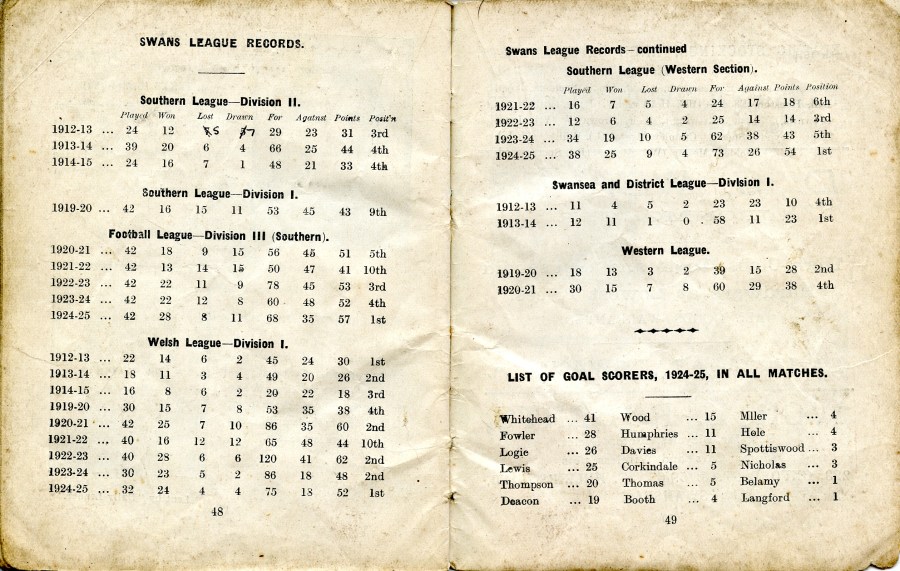 SWANS LEAGUE RECORDS.
Southern League—Division II.
Played Won Lost Drawn For Against Points Posit'n
1912-13 ... 24 12 5 7 29 23 31 3rd
1913-14 ... 39 20 6 4 66 25 44 4th
1914-15 ... 24 16 7 1 48 21 33 4th
Southern League—Division I.
1919-20 ... 42 16 15 11 53 45 43 9th
Football League—Division III (Southern).
1920-21 ... 42 18 9 15 56 45 51 5th
1921-22 ... 42 13 14 15 50 47 41 10th
1922-23 ... 42 22 11 9 78 45 53 3rd
1923-24 ... 42 22 12 8 60 48 52 4th
1924-25 ... 42 28 8 11 68 35 57 1st
Welsh League—Division I.
1912-13 ... 22 14 6 2 45 24 30 1st
1913-14 ... 18 11 3 4 49 20 26 2nd
1914-15 ... 16 8 6 2 29 22 18 3rd
1919-20 ... 30 15 7 8 53 35 38 4th
1920-21 ... 42 25 7 10 86 35 60 2nd
1921-22 ... 40 16 12 12 65 48 44 10th
1922-23 ... 40 28 6 6 120 41 62 2nd
1923-24 ... 30 23 5 2 86 18 48 2nd
1924-25 ... 32 24 4 4 75 18 52 1st
48
Swans League Records—continued
Southern League (Western Section).
Played Won Lost Drawn For Against Points Position
1921-22 ... 16 7 5 4 24 17 18 6th
1922-23 ... 12 6 4 2 25 14 14 3rd
1923-24 ... 34 19 10 5 62 38 43 5th
1924-25 ... 38 25 9 4 73 26 54 1st
Swansea and District League—Division I.
1912-13 ... 11 4 5 2 23 23 10 4th
1913-14 ... 12 11 1 0 58 11 23 1st
Western League.
1919-20 ... 18 13 3 2 39 15 28 2nd
1920-21 ... 30 15 7 8 60 29 38 4th
LIST OF GOAL SCORERS, 1924-25, IN ALL MATCHES.
Whitehead ... 41 Wood ... 15 Mller ... 4
Fowler ... 28 Humphries ... 11 Hole ... 4
Logie ... 26 Davies ... 11 Spottiswood ... 3
Lewis ... 25 Corkindale ... 5 Nicholas ... 3
Thompson ... 20 Thomas ... 5 Belamy ... 1
Deacon ... 19 Booth ... 4 Langford ... 1
49